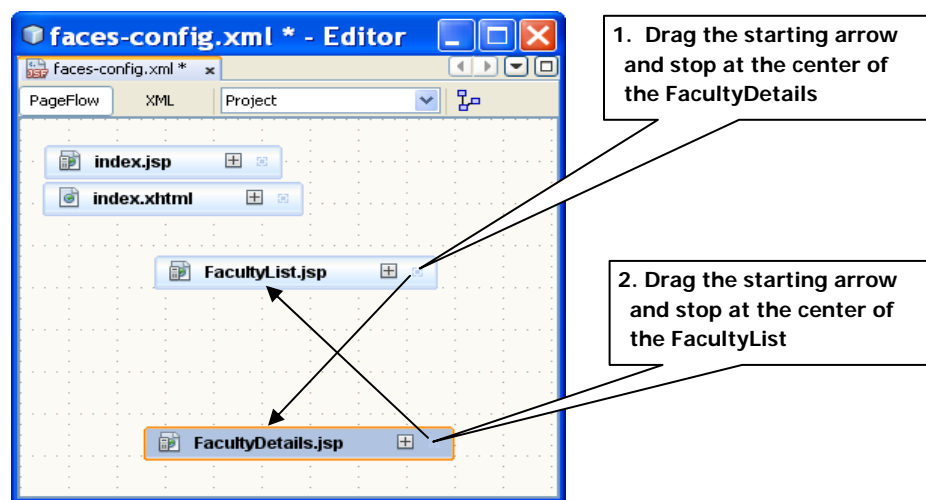 faces-config.xml * - Editor
faces-config.xml * x
PageFlow XML Project
index.jsp
index.xhtml
FacultyList.jsp
FacultyDetails.jsp
1. Drag the starting arrow
and stop at the center of
the FacultyDetails
2. Drag the starting arrow
and stop at the center of
the FacultyList